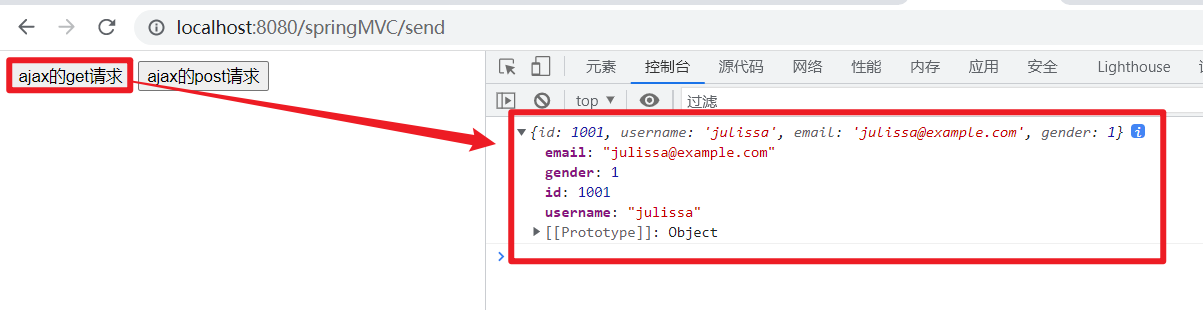 localhost:8080/springMVC/send
ajax的get请求 ajax的post请求
元素 控制台 源代码 网络 性能 内存 应用 安全 Lighthouse
top ▼ 过滤
▼{id: 1001, username: 'julissa', email: 'julissa@example.com', gender: 1} i
email: "julissa@example.com"
gender: 1
id: 1001
username: "julissa"
▶[[Prototype]]: Object
>